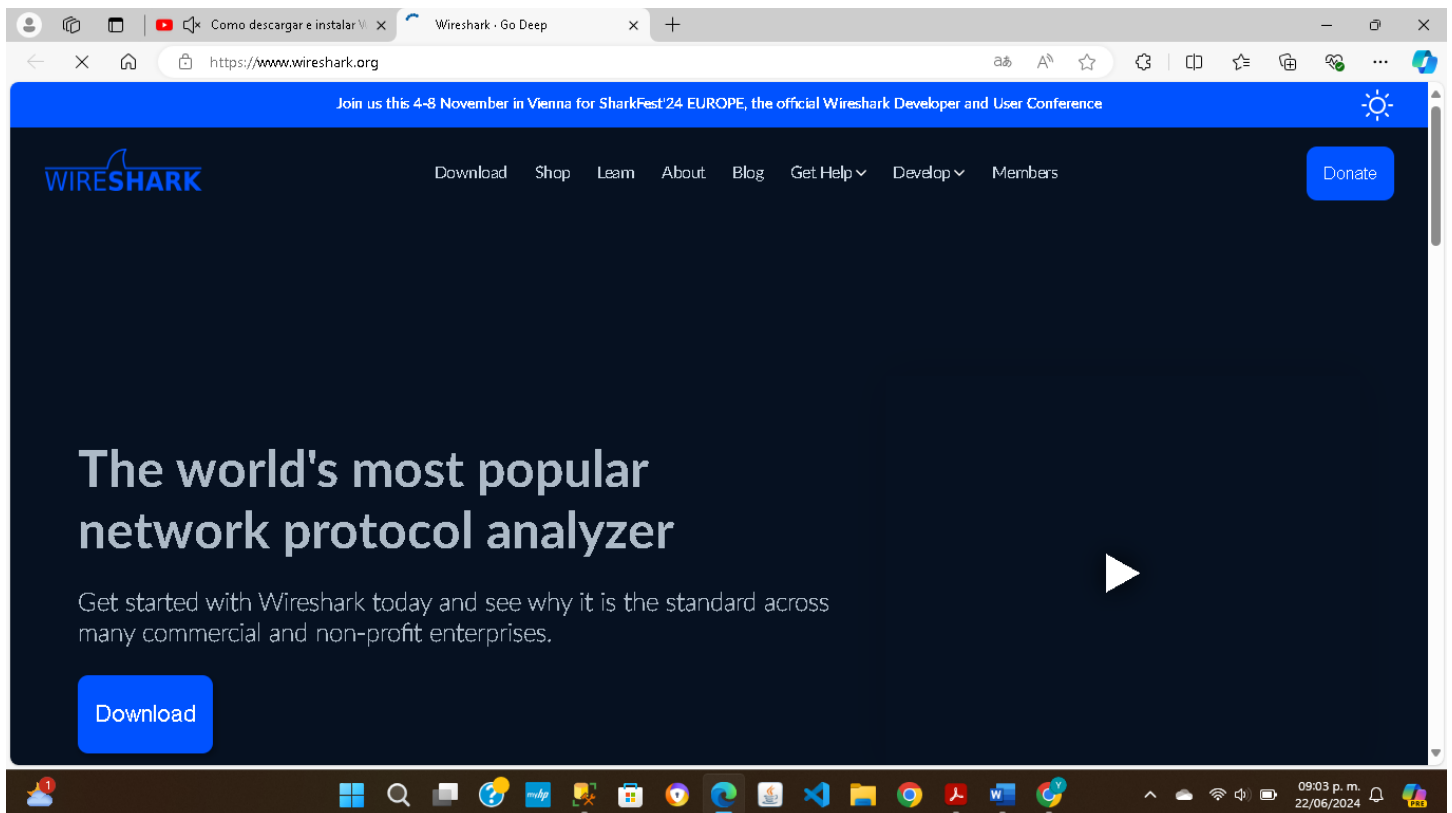 Como descargar e instalar W
Wireshark · Go Deep
https://www.wireshark.org
Join us this 4-8 November in Vienna for SharkFest'24 EUROPE, the official Wireshark Developer and User Conference
WIRESHARK
Download Shop Learn About Blog Get Help Develop Members
Donate
The world's most popular
network protocol analyzer
Get started with Wireshark today and see why it is the standard across
many commercial and non-profit enterprises.
Download
1
myhp
W
Y
09:03 p. m.
22/06/2024
PRE